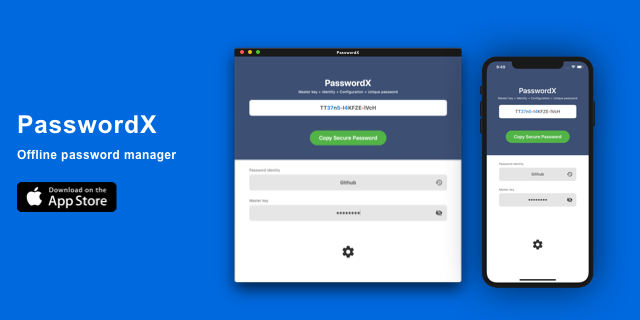 PasswordX
Offline password manager
Download on the
App Store
PasswordX
PasswordX
Master key + Identity + Configuration = Unique password
TT37n5-I4KFZE-IVcH
Copy Secure Password
Password Identity
Github
Master key
••••••••
9:49
PasswordX
Master key + Identity + Configuration = Unique password
TT37n5-I4KFZE-IVcH
Copy Secure Password
Password Identity
Github
Master key
••••••••